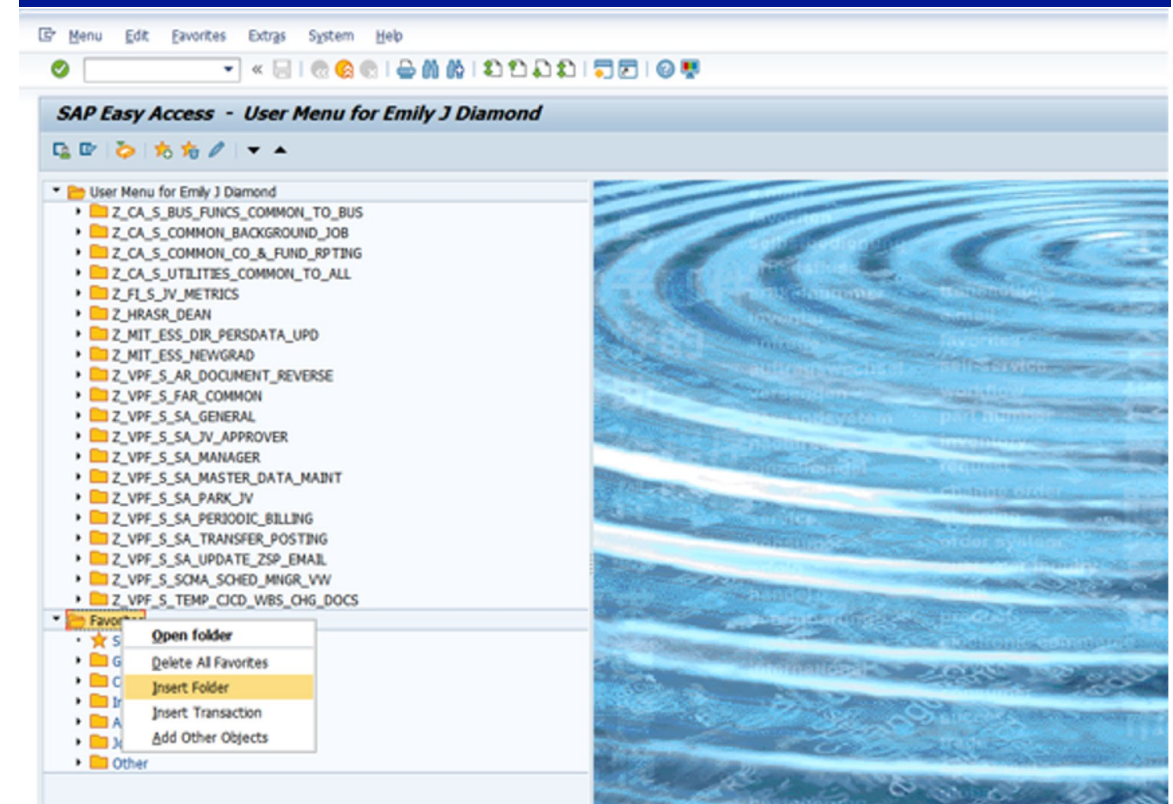 Menu Edit Favorites Extras System Help
SAP Easy Access - User Menu for Emily J Diamond
User Menu for Emily J Diamond
Z_CA_S_BUS_FUNCS_COMMON_TO_BUS
Z_CA_S_COMMON_BACKGROUND_JOB
Z_CA_S_COMMON_CO_&_FUND_RPTING
Z_CA_S_UTILITIES_COMMON_TO_ALL
Z_FI_S_JV_METRICS
Z_HRASR_DEAN
Z_MIT_ESS_DIR_PERSDATA_UPD
Z_MIT_ESS_NEWGRAD
Z_VPF_S_AR_DOCUMENT_REVERSE
Z_VPF_S_FAR_COMMON
Z_VPF_S_SA_GENERAL
Z_VPF_S_SA_JV_APPROVER
Z_VPF_S_SA_MANAGER
Z_VPF_S_SA_MASTER_DATA_MAINT
Z_VPF_S_SA_PARK_JV
Z_VPF_S_SA_PERIODIC_BILLING
Z_VPF_S_SA_TRANSFER_POSTING
Z_VPF_S_SA_UPDATE_ZSP_EMAIL
Z_VPF_S_SCMA_SCHED_MNGR_VW
Z_VPF_S_TEMP_CJCD_WBS_CHG_DOCS
Favorites
Open folder
Delete All Favorites
Insert Folder
Insert Transaction
Add Other Objects
Other